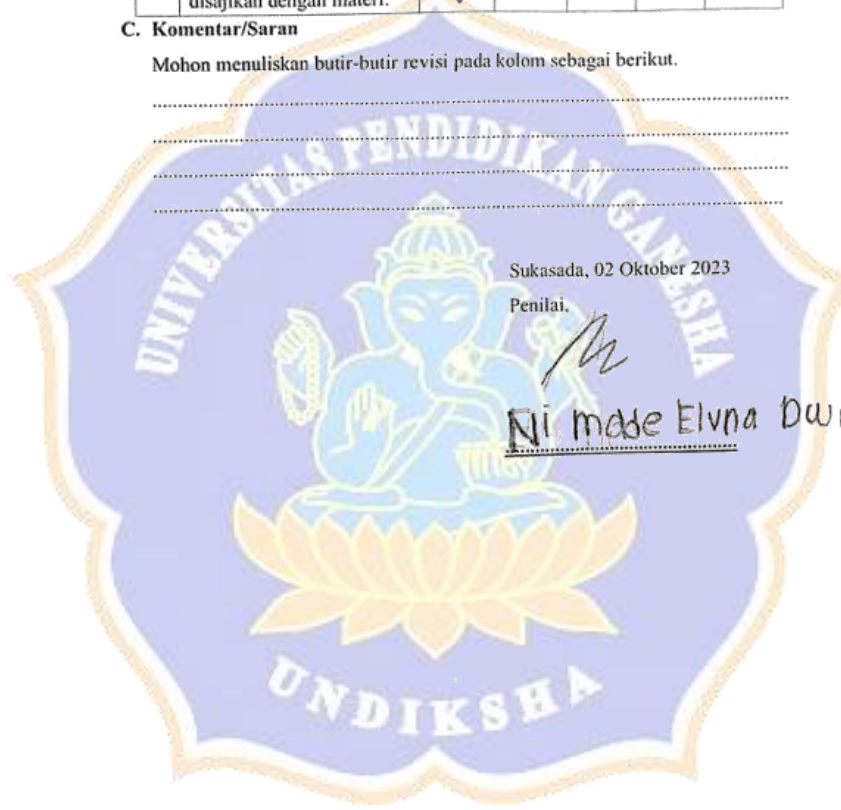 disajikan dengan materi.
C. Komentar/Saran
Mohon menuliskan butir-butir revisi pada kolom sebagai berikut.
UNIVERSITAS PENDIDIKAN GANESHA
Sukasada, 02 Oktober 2023
Penilai,
Ni made Elvna
UNDIKSHA